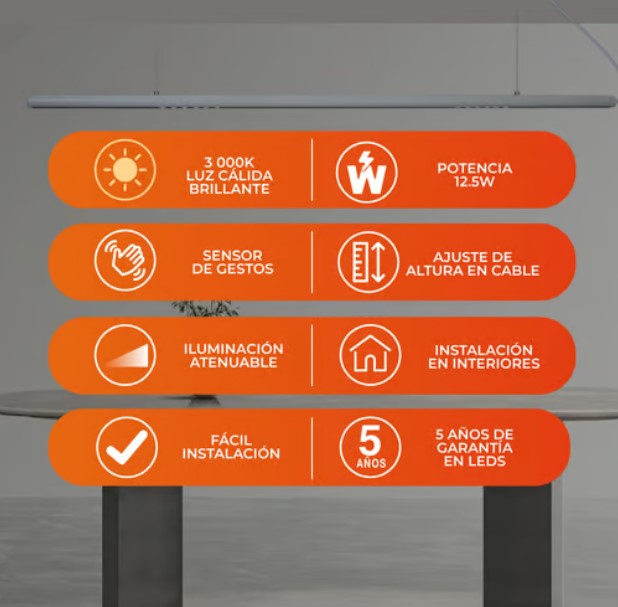 3 000K
LUZ CÁLIDA
BRILLANTE
W
POTENCIA
12.5W
SENSOR
DE GESTOS
AJUSTE DE
ALTURA EN CABLE
ILUMINACIÓN
ATENUABLE
INSTALACIÓN
EN INTERIORES
FÁCIL
INSTALACIÓN
5
AÑOS
5 AÑOS DE
GARANTÍA
EN LEDS